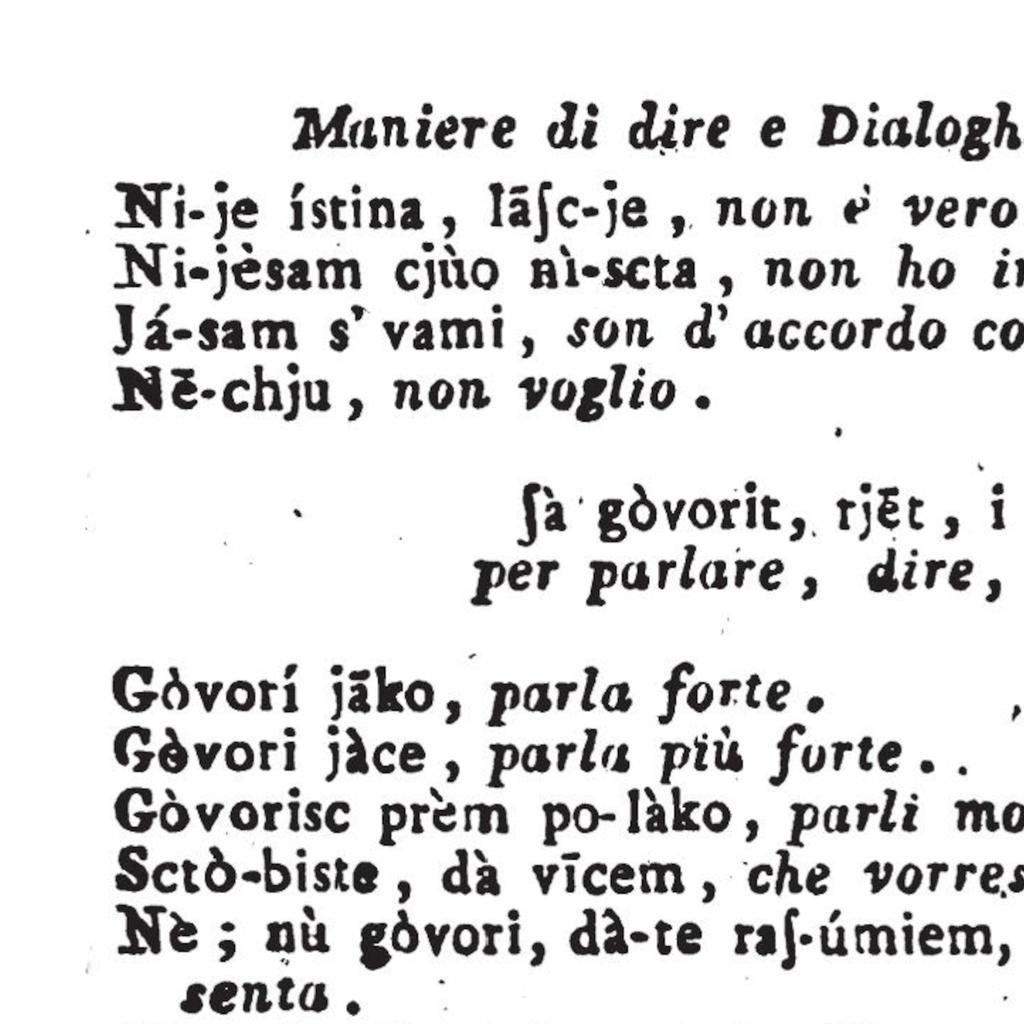 Maniere di dire e Dialogh
Ni-je ístina, lāſc-je, non è vero
Ni-jèsam cjùo nì-scta, non ho
Já-sam s' vami, son d' accordo co
Nē-chju, non voglio.
ſà gòvorit, rjēt, i
per parlare, dire,
Gòvorí jāko, parla forte.
Gòvori jàce, parla più forte..
Gòvorisc prèm po-làko, parli mo
Sctò-biste, dà vīcem, che vorres
Nè; nù gòvori, dà-te raſ-úmiem,
senta.